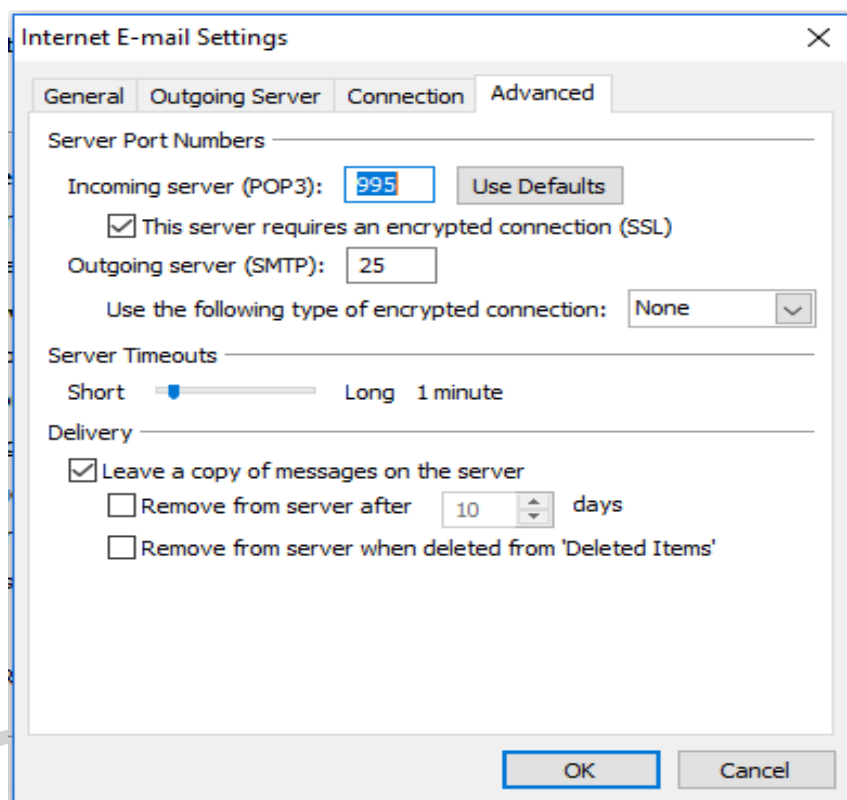 Internet E-mail Settings
General Outgoing Server Connection Advanced
Server Port Numbers
Incoming server (POP3): 995 Use Defaults
This server requires an encrypted connection (SSL)
Outgoing server (SMTP): 25
Use the following type of encrypted connection: None
Server Timeouts
Short Long 1 minute
Delivery
Leave a copy of messages on the server
Remove from server after 10 days
Remove from server when deleted from 'Deleted Items'
OK Cancel